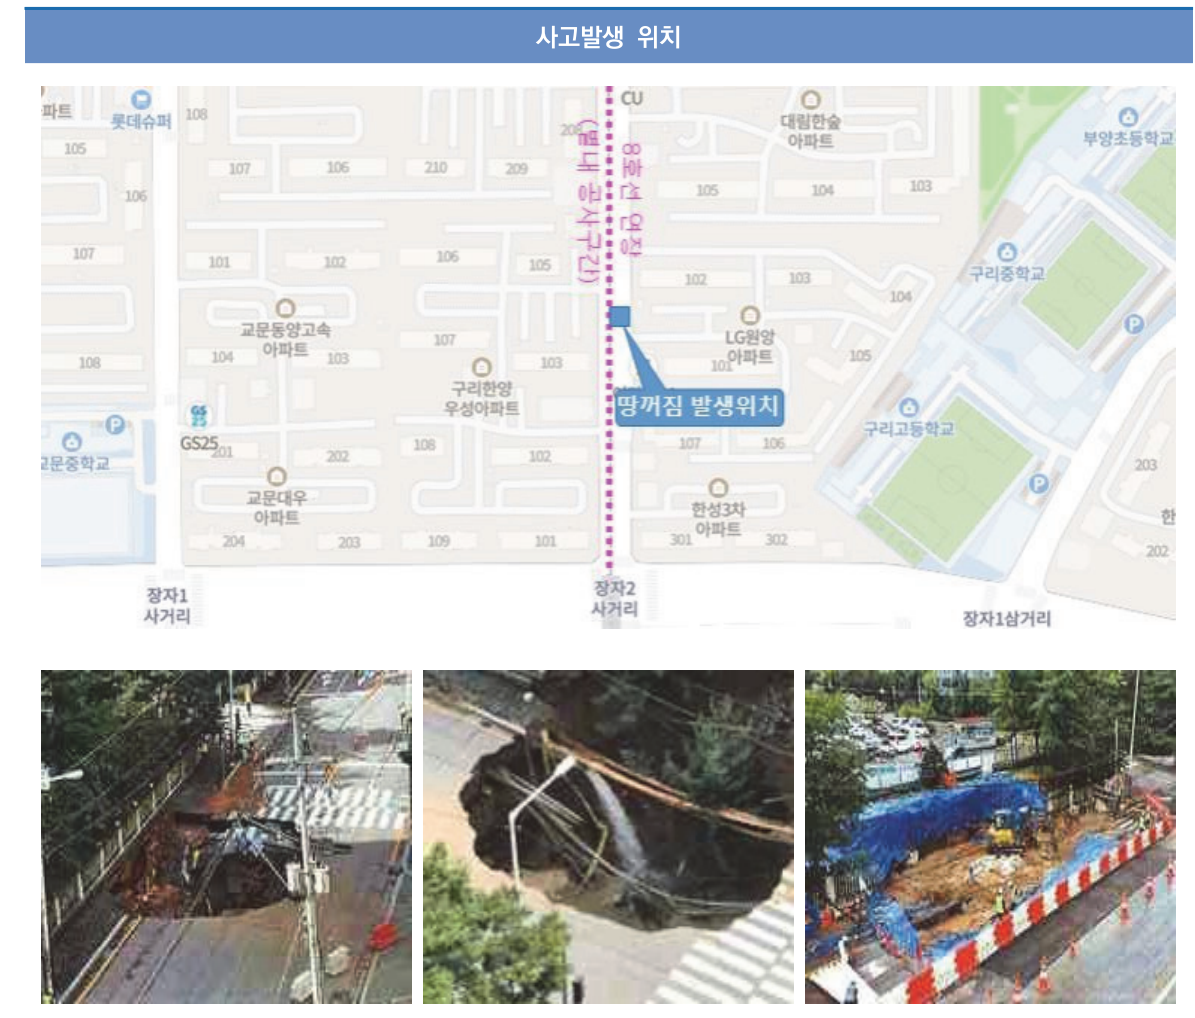 사고발생 위치
파트
롯데슈퍼
108
105
107
106
210
209
208
CU
대림한숲
아파트
부양초등학교
106
105
104
103
8호선 연장
(별내 공사구간)
107
101
102
106
105
102
103
104
구리중학교
교문동양고속
아파트
LG원앙
아파트
P
108
104
103
107
103
101
105
구리한양
우성아파트
땅꺼짐 발생위치
GS
25
GS25
P
교문중학교
201
202
108
102
107
106
구리고등학교
203
P
교문대우
아파트
한성3차
아파트
한
204
203
109
101
301
302
202
장자1
사거리
장자2
사거리
장자1삼거리